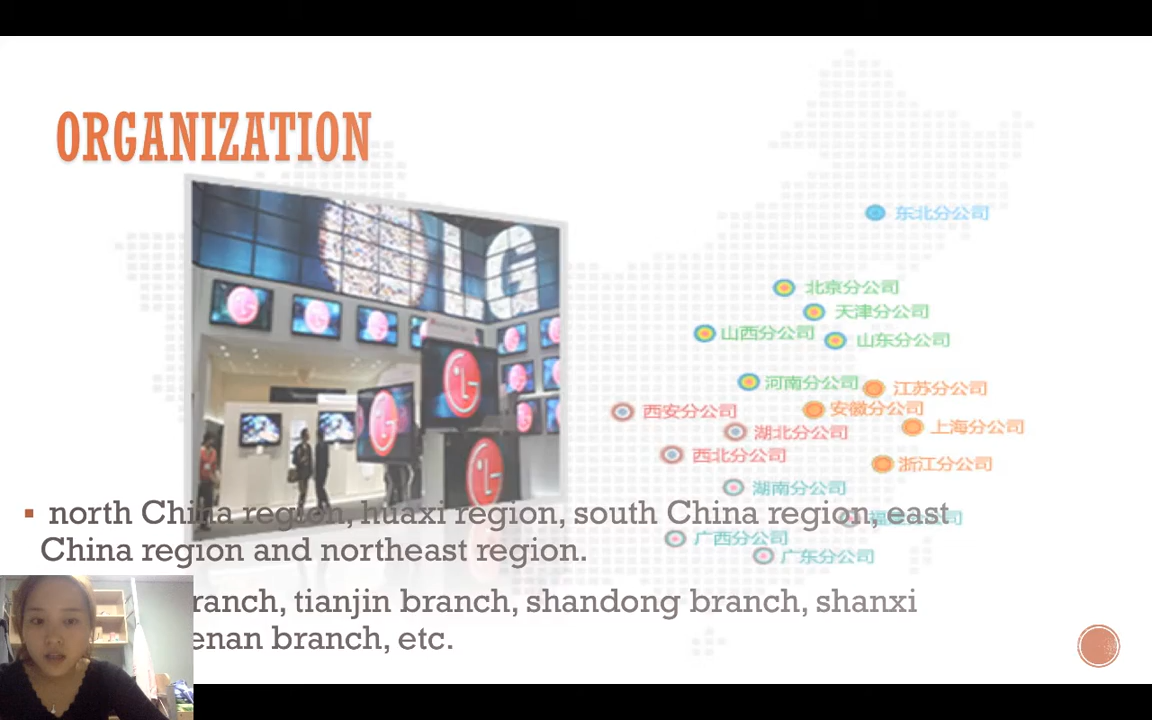 ORGANIZATION
LG
东北分公司
北京分公司
天津分公司
山西分公司
山东分公司
河南分公司
江苏分公司
西安分公司
安徽分公司
湖北分公司
上海分公司
西北分公司
浙江分公司
湖南分公司
north China region, huaxi region, south China region, east
China region and northeast region.
广西分公司
广东分公司
ranch, tianjin branch, shandong branch, shanxi
enan branch, etc.